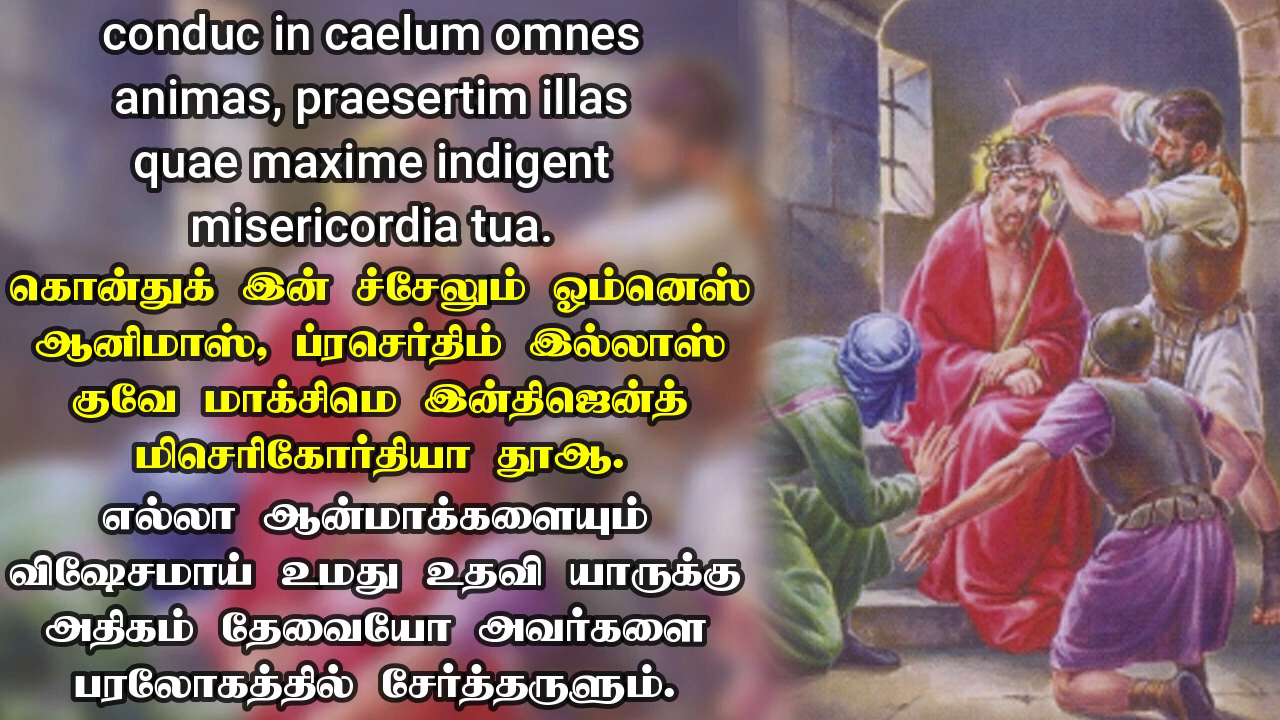 conduc in caelum omnes
animas, praesertim illas
quae maxime indigent
misericordia tua.
கொன்துக் இன் ச்சேலும் ஓம்னெஸ்
ஆனிமாஸ், ப்ரசெர்திம் இல்லாஸ்
குவே மாக்சிமெ இன்திஜென்த்
மிசெரிகோர்தியா தூஆ.
எல்லா ஆன்மாக்களையும்
விஷேசமாய் உமது உதவி யாருக்கு
அதிகம் தேவையோ அவர்களை
பரலோகத்தில் சேர்த்தருளும்.